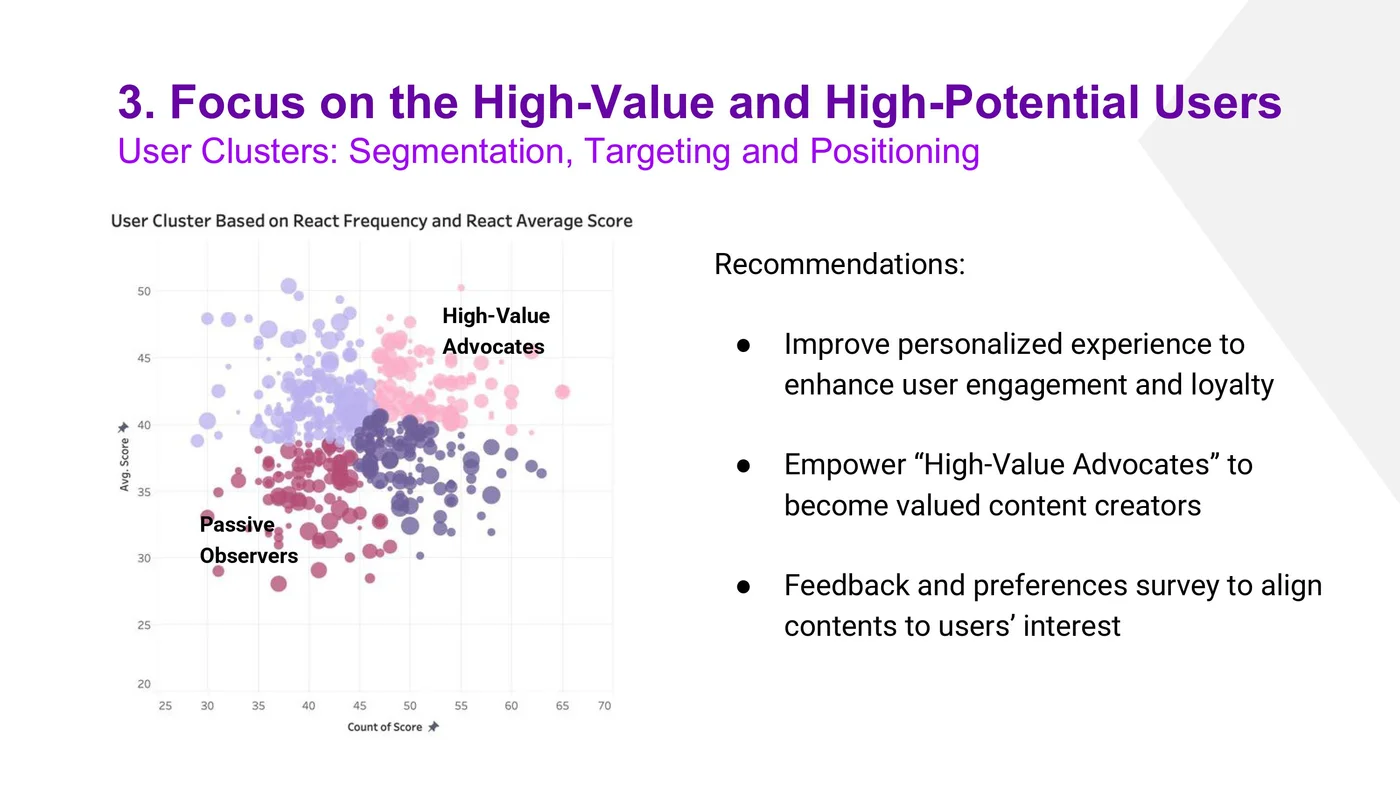 3. Focus on the High-Value and High-Potential Users
User Clusters: Segmentation, Targeting and Positioning
User Cluster Based on React Frequency and React Average Score
50
45
40
35
30
25
20
Avg. Score
High-Value
Advocates
Passive
Observers
25 30 35 40 45 50 55 60 65 70
Count of Score
Recommendations:
● Improve personalized experience to
enhance user engagement and loyalty
● Empower “High-Value Advocates” to
become valued content creators
● Feedback and preferences survey to align
contents to users’ interest